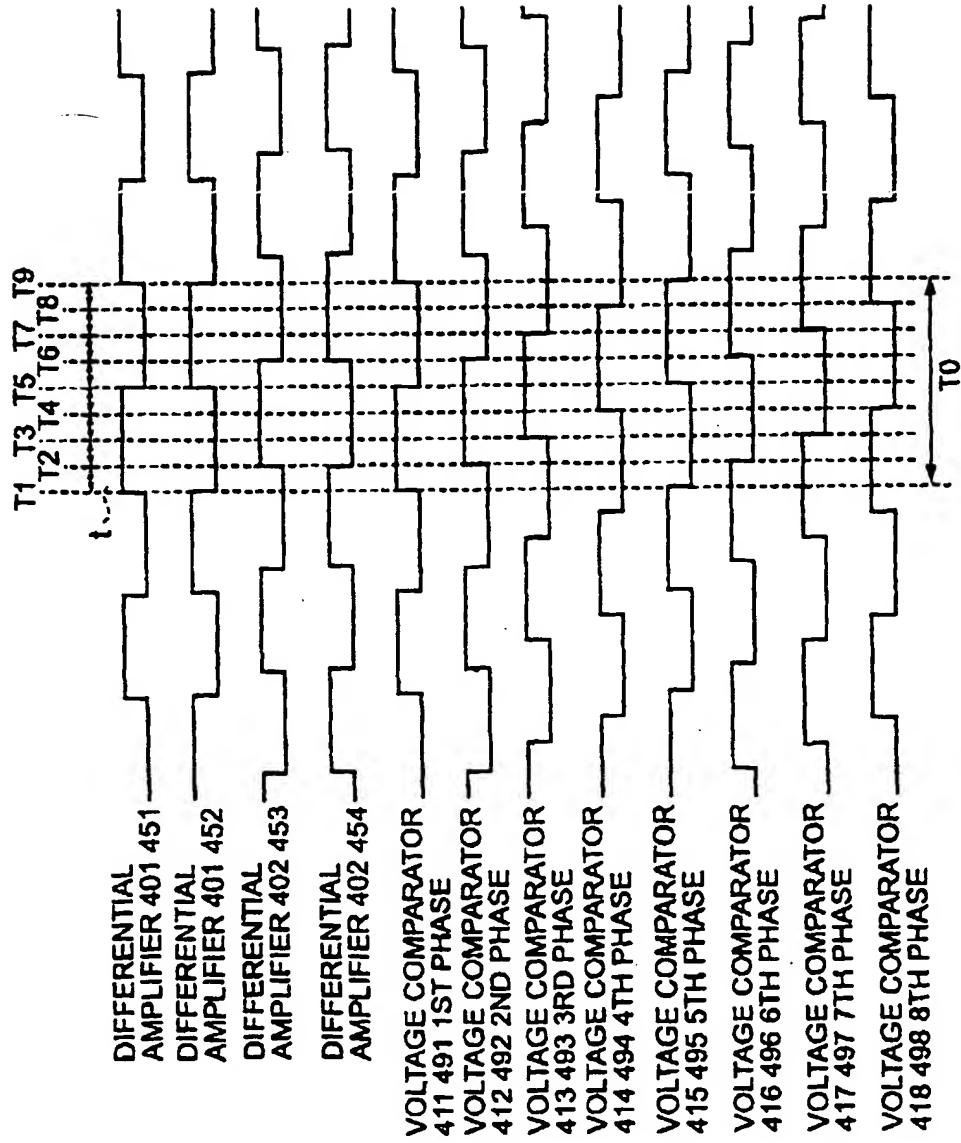 T1 T2 T3 T4 T5 T6 T7 T8 T9
t
DIFFERENTIAL
AMPLIFIER 401 451
DIFFERENTIAL
AMPLIFIER 401 452
DIFFERENTIAL
AMPLIFIER 402 453
DIFFERENTIAL
AMPLIFIER 402 454
VOLTAGE COMPARATOR
411 491 1ST PHASE
VOLTAGE COMPARATOR
412 492 2ND PHASE
VOLTAGE COMPARATOR
413 493 3RD PHASE
VOLTAGE COMPARATOR
414 494 4TH PHASE
VOLTAGE COMPARATOR
415 495 5TH PHASE
VOLTAGE COMPARATOR
416 496 6TH PHASE
VOLTAGE COMPARATOR
417 497 7TH PHASE
VOLTAGE COMPARATOR
418 498 8TH PHASE
T0